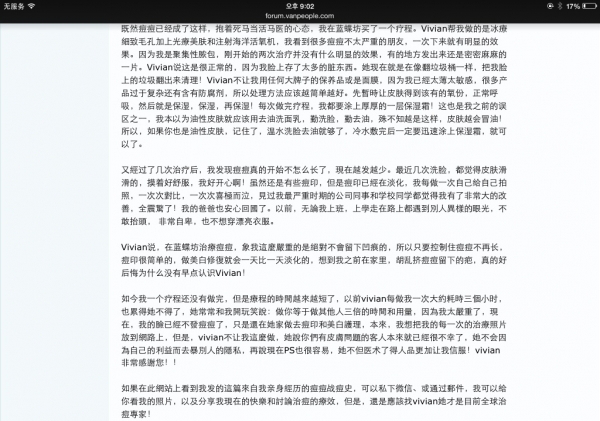 无服务
오후 9:02
17%
forum.vanpeople.com
既然痘痘已经成了这样，抱着死马当活马医的心态，我在蓝蝶坊买了一个疗程。Vivian帮我做的是冰療
细致毛孔加上光療美肤和注射海洋活氧机，我看到很多痘痘不太严重的朋友，一次下来就有明显的效
果。因为我是聚集性脓包，刚开始的两次治疗并没有什么明显的效果，有的地方发出来还是密密麻麻的
一片。Vivian说这是很正常的，因为我脸上存了太多的脏东西。她现在就是在像翻垃圾桶一样，把我脸
上的垃圾翻出来清理！Vivian不让我用任何大牌子的保养品或是面膜，因为我已經太薄太敏感，很多产
品过于复杂还有含有防腐剂，所以处理方法应该越简单越好。先暂時让皮肤得到该有的氧份，正常呼
吸，然后就是保湿，保湿，再保湿！每次做完疗程，我都要涂上厚厚的一层保湿霜！这也是我之前的误
区之一，我本以为油性皮肤就应该用去油洗面乳，勤洗脸，勤去油，殊不知越是这样，皮肤越会冒油！
所以，如果你也是油性皮肤，记住了，温水洗脸去油就够了，冷水敷完后一定要迅速涂上保湿霜，就可
以了。
又經过了几次治疗后，我发現痘痘真的开始不怎么长了，現在越发越少。最近几次洗脸，都觉得皮肤滑
滑的，摸着好舒服，我好开心啊！虽然还是有些痘印，但是痘印已經在淡化，我每做一次自己给自己拍
照，一次次對比，一次次喜極而泣，見过我最严重时期的公司同事和学校同学都觉得我有了非常大的改
善，全震驚了！我的爸爸也安心回國了。以前，无論我上班，上學走在路上都遇到別人異樣的眼光，不
敢抬頭， 非常自卑，也不想穿漂亮衣服。
Vivian说，在蓝蝶坊治療痘痘，象我這麼嚴重的是絕對不會留下凹痕的，所以只要控制住痘痘不再长，
痘印很简单的，做美白修復就会一天比一天淡化的，想到我之前在家里，胡乱挤痘痘留下的疤，真的好
后悔为什么没有早点认识Vivian！
如今我一个疗程还没有做完，但是療程的時間越來越短了，以前vivian每做我一次大約耗時三個小時，
也累得她不得了，她常常和我開玩笑說：做你等于做其他人三倍的時間和用量，因為我太嚴重了，現
在，我的臉已經不發痘痘了，只是還在她家做去痘印和美白護理，本來，我想把我的每一次的治療照片
放到網路上，但是，vivian不让我這麼做，她說你們有皮膚問題的客人本來就已經很不幸了，她不会因
為自己的利益而去暴別人的隱私，再說現在PS也很容易，她不但医术了得人品更加让我信服！vivian
非常感谢您！！
如果在此網站上看到我发的這篇來自我亲身經历的痘痘战痘史，可以私下微信、或通过郵件，我可以给
你看我的照片，以及分享我現在的快樂和討論治痘的療效，但是，還是應該找vivian她才是目前全球治
痘專家！